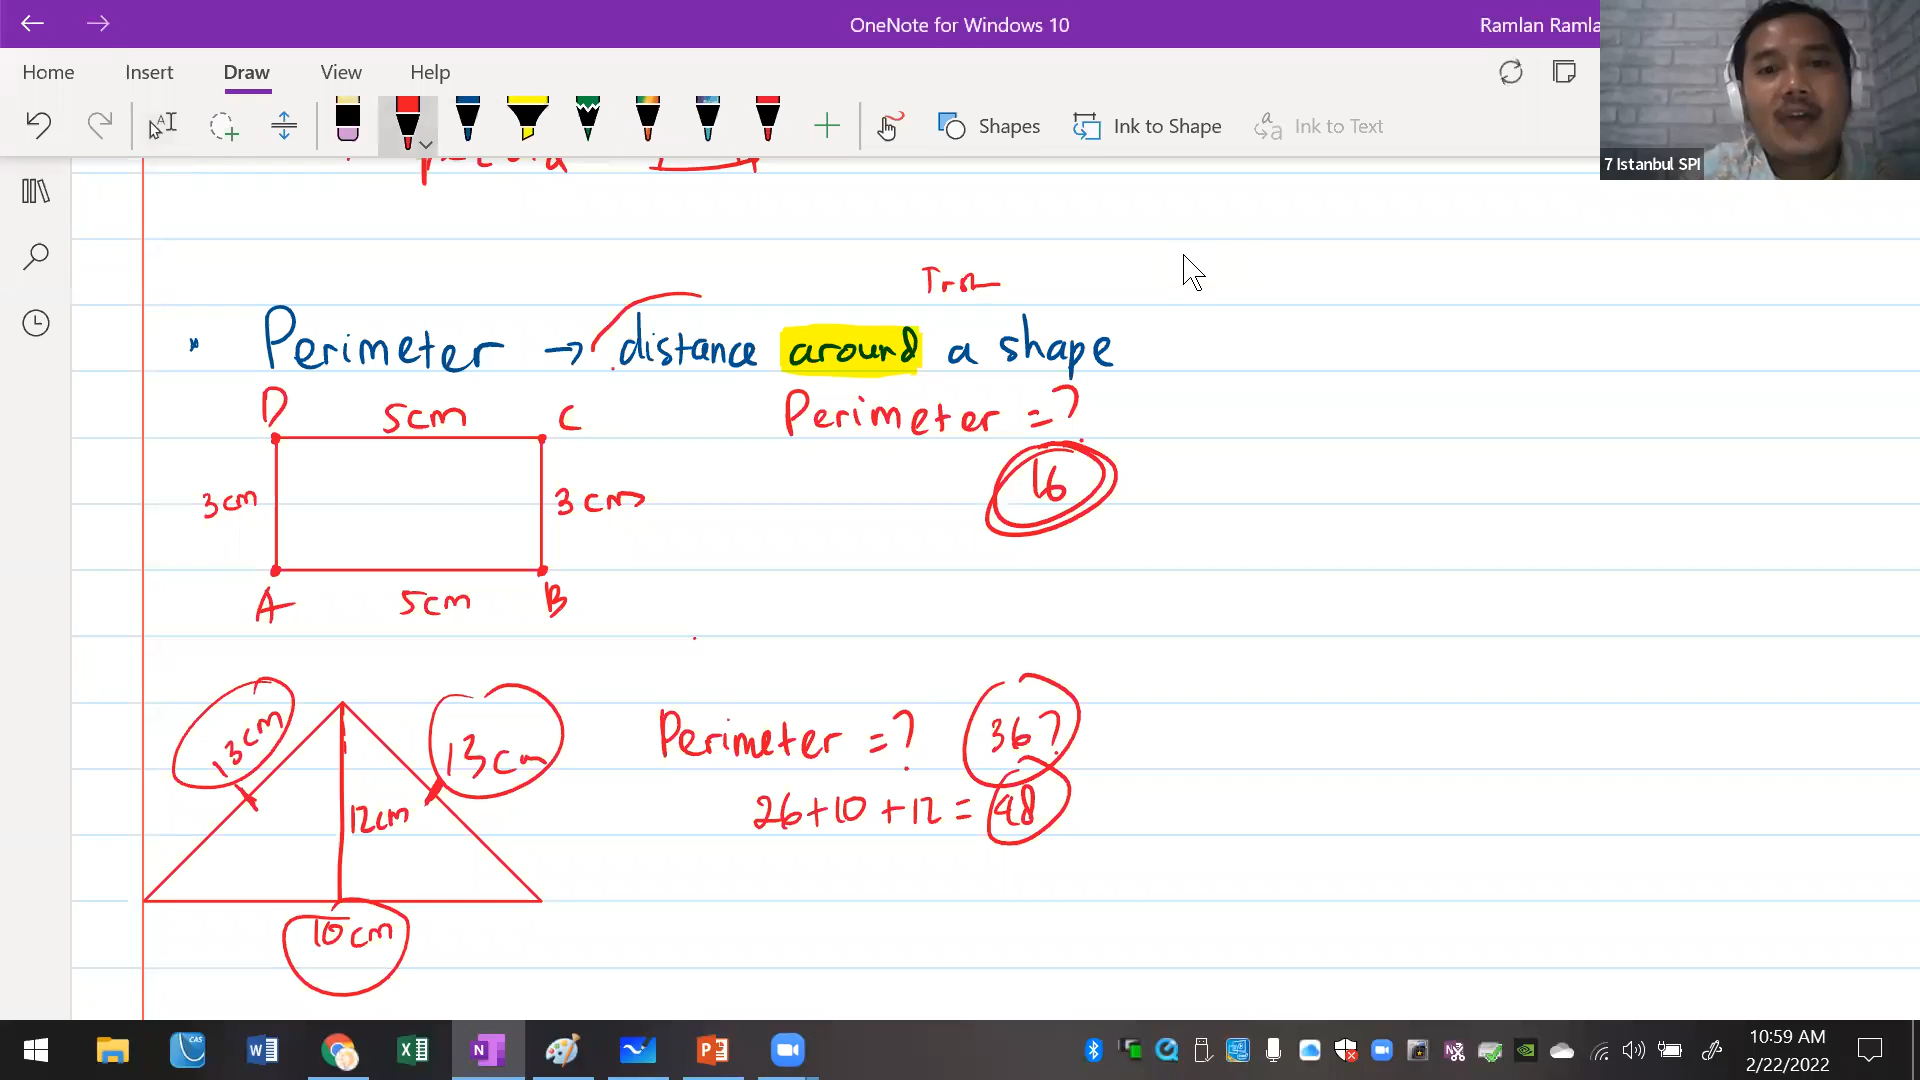 OneNote for Windows 10
Ramlan Ramla
Home Insert Draw View Help
Shapes Ink to Shape Ink to Text
7 Istanbul SPI
Perimeter → distance around a shape
D 5cm C
Perimeter = ?
16
3cm 3cm
A 5cm B
13cm 13cm
Perimeter = ? 36?
12cm
26+10+12 = 48
10cm
10:59 AM
2/22/2022